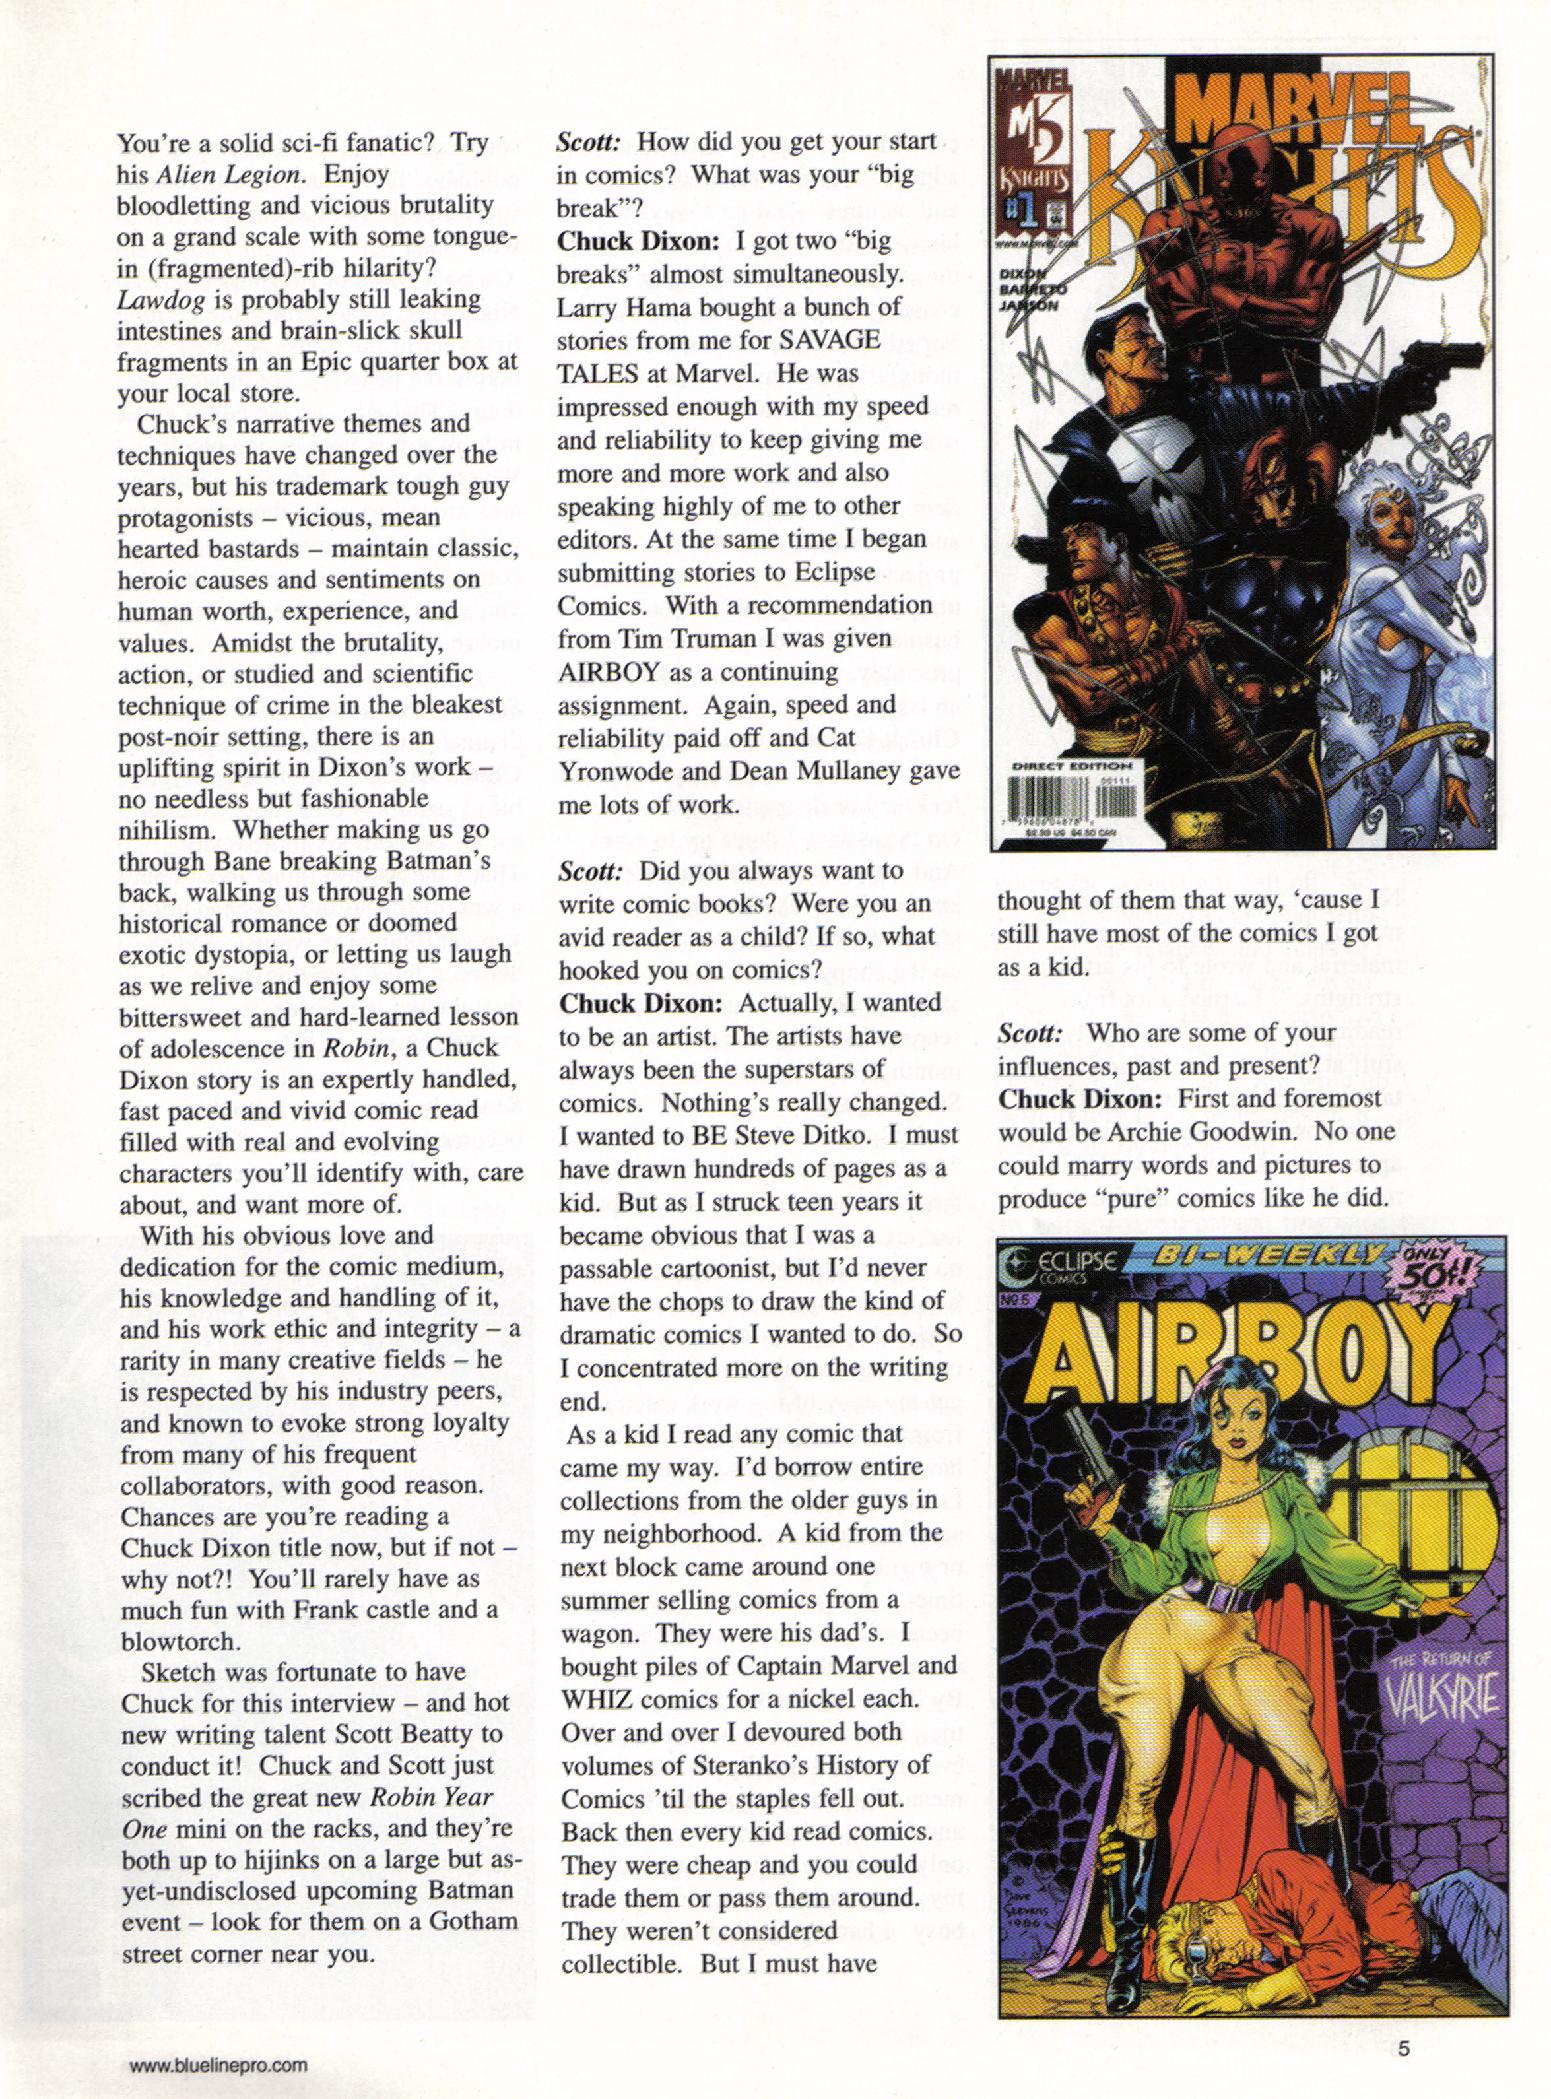 You're a solid sci-fi fanatic?  Try
his Alien Legion.  Enjoy
bloodletting and vicious brutality
on a grand scale with some tongue-
in (fragmented)-rib hilarity?
Lawdog is probably still leaking
intestines and brain-slick skull
fragments in an Epic quarter box at
your local store.
Chuck's narrative themes and
techniques have changed over the
years, but his trademark tough guy
protagonists – vicious, mean
hearted bastards – maintain classic,
heroic causes and sentiments on
human worth, experience, and
values.  Amidst the brutality,
action, or studied and scientific
technique of crime in the bleakest
post-noir setting, there is an
uplifting spirit in Dixon's work –
no needless but fashionable
nihilism.  Whether making us go
through Bane breaking Batman's
back, walking us through some
historical romance or doomed
exotic dystopia, or letting us laugh
as we relive and enjoy some
bittersweet and hard-learned lesson
of adolescence in Robin, a Chuck
Dixon story is an expertly handled,
fast paced and vivid comic read
filled with real and evolving
characters you'll identify with, care
about, and want more of.
With his obvious love and
dedication for the comic medium,
his knowledge and handling of it,
and his work ethic and integrity – a
rarity in many creative fields – he
is respected by his industry peers,
and known to evoke strong loyalty
from many of his frequent
collaborators, with good reason.
Chances are you're reading a
Chuck Dixon title now, but if not –
why not?!  You'll rarely have as
much fun with Frank castle and a
blowtorch.
Sketch was fortunate to have
Chuck for this interview – and hot
new writing talent Scott Beatty to
conduct it!  Chuck and Scott just
scribed the great new Robin Year
One mini on the racks, and they're
both up to hijinks on a large but as-
yet-undisclosed upcoming Batman
event – look for them on a Gotham
street corner near you.
Scott:  How did you get your start
in comics?  What was your “big
break”?
Chuck Dixon:  I got two “big
breaks” almost simultaneously.
Larry Hama bought a bunch of
stories from me for SAVAGE
TALES at Marvel.  He was
impressed enough with my speed
and reliability to keep giving me
more and more work and also
speaking highly of me to other
editors. At the same time I began
submitting stories to Eclipse
Comics.  With a recommendation
from Tim Truman I was given
AIRBOY as a continuing
assignment.  Again, speed and
reliability paid off and Cat
Yronwode and Dean Mullaney gave
me lots of work.
Scott:  Did you always want to
write comic books?  Were you an
avid reader as a child? If so, what
hooked you on comics?
Chuck Dixon:  Actually, I wanted
to be an artist. The artists have
always been the superstars of
comics.  Nothing's really changed.
I wanted to BE Steve Ditko.  I must
have drawn hundreds of pages as a
kid.  But as I struck teen years it
became obvious that I was a
passable cartoonist, but I'd never
have the chops to draw the kind of
dramatic comics I wanted to do.  So
I concentrated more on the writing
end.
As a kid I read any comic that
came my way.  I'd borrow entire
collections from the older guys in
my neighborhood.  A kid from the
next block came around one
summer selling comics from a
wagon.  They were his dad's.  I
bought piles of Captain Marvel and
WHIZ comics for a nickel each.
Over and over I devoured both
volumes of Steranko's History of
Comics 'til the staples fell out.
Back then every kid read comics.
They were cheap and you could
trade them or pass them around.
They weren't considered
collectible.  But I must have
MARVEL
MK
KNIGHTS
#1
WWW.MARVEL.COM
MARVEL
KNIGHTS
DIXON
BARRETO
JANSON
DIRECT EDITION
00111
$2.99 US $4.50 CAN
thought of them that way, ‘cause I
still have most of the comics I got
as a kid.
Scott:  Who are some of your
influences, past and present?
Chuck Dixon:  First and foremost
would be Archie Goodwin.  No one
could marry words and pictures to
produce “pure” comics like he did.
ECLIPSE
COMICS
BI-WEEKLY
ONLY
50¢!
NO 5
AIRBOY
THE RETURN OF
VALKYRIE
©
Dave
Stevens
1986
www.bluelinepro.com
5